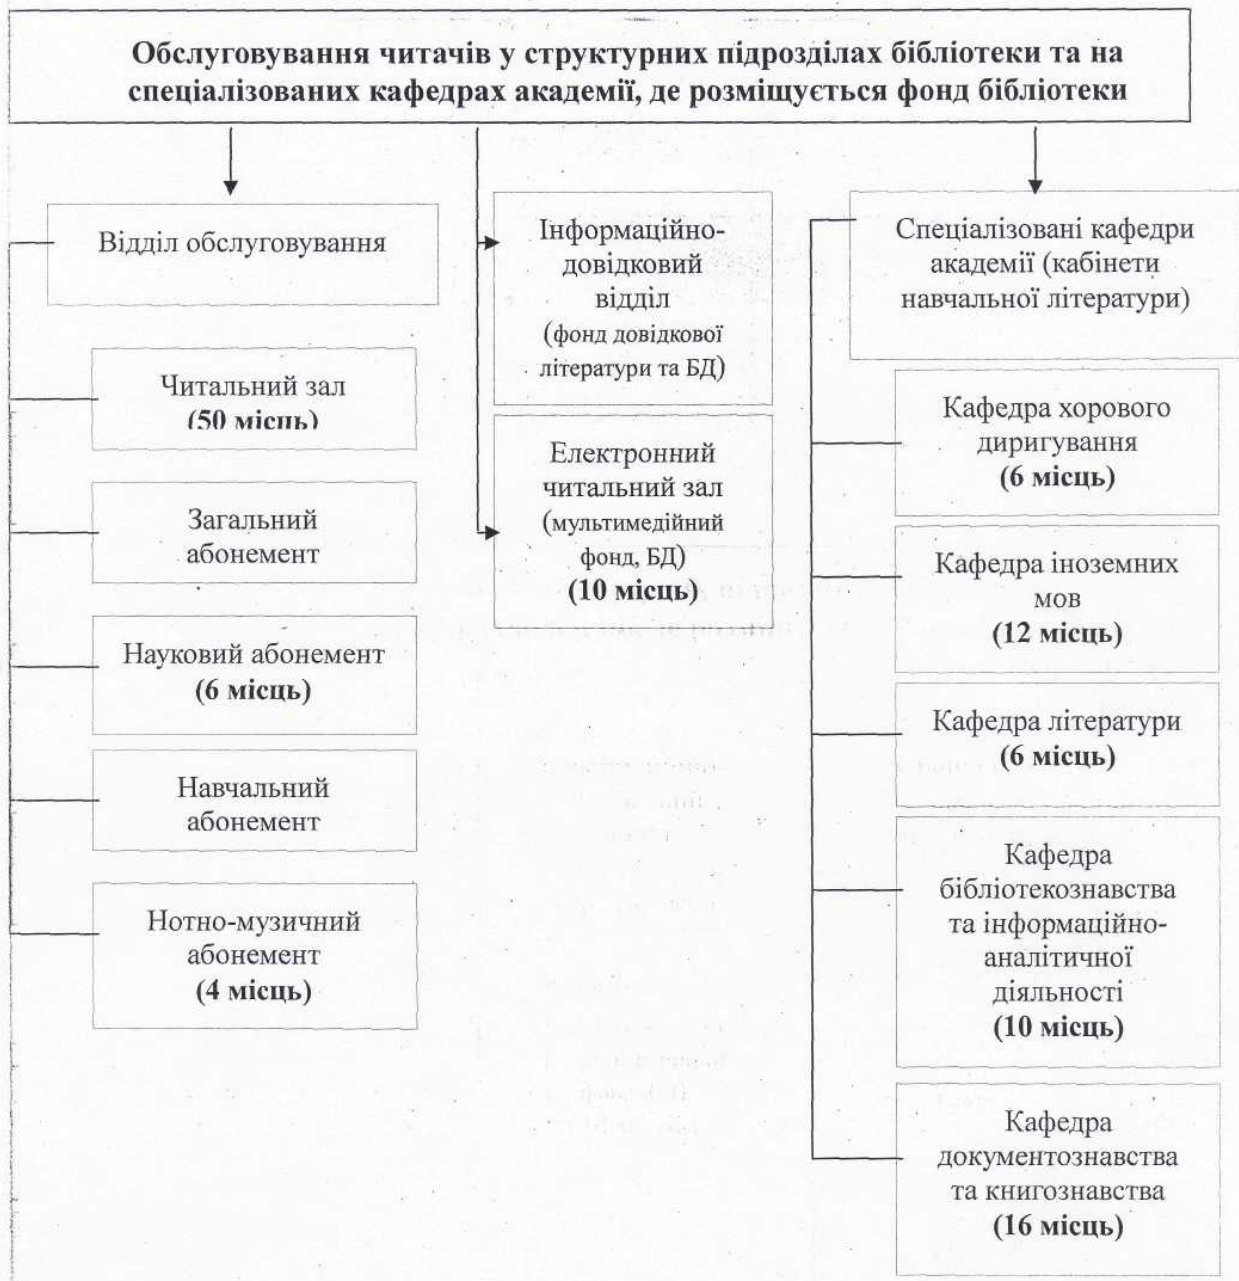 Обслуговування читачів у структурних підрозділах бібліотеки та на
спеціалізованих кафедрах академії, де розміщується фонд бібліотеки
Відділ обслуговування
Читальний зал
(50 місць)
Загальний
абонемент
Науковий абонемент
(6 місць)
Навчальний
абонемент
Нотно-музичний
абонемент
(4 місць)
Інформаційно-
довідковий
відділ
(фонд довідкової
літератури та БД)
Електронний
читальний зал
(мультимедійний
фонд, БД)
(10 місць)
Спеціалізовані кафедри
академії (кабінети
навчальної літератури)
Кафедра хорового
диригування
(6 місць)
Кафедра іноземних
мов
(12 місць)
Кафедра літератури
(6 місць)
Кафедра
бібліотекознавства
та інформаційно-
аналітичної
діяльності
(10 місць)
Кафедра
документознавства
та книгознавства
(16 місць)